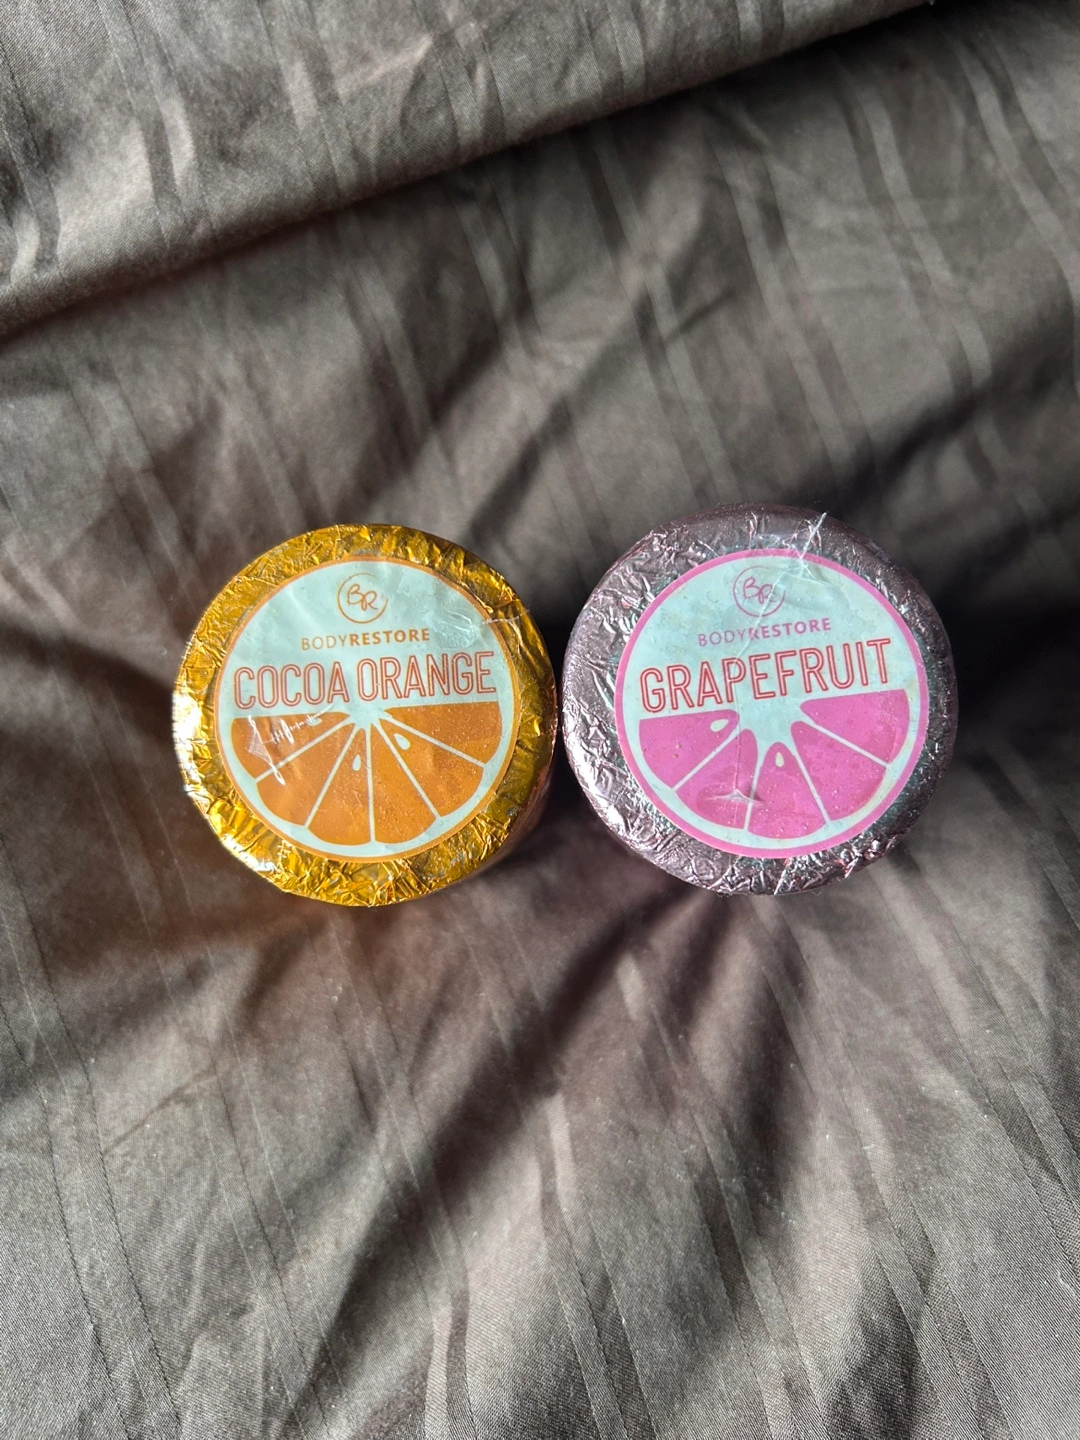 BR
BODYRESTORE
COCOA ORANGE
BR
BODYRESTORE
GRAPEFRUIT